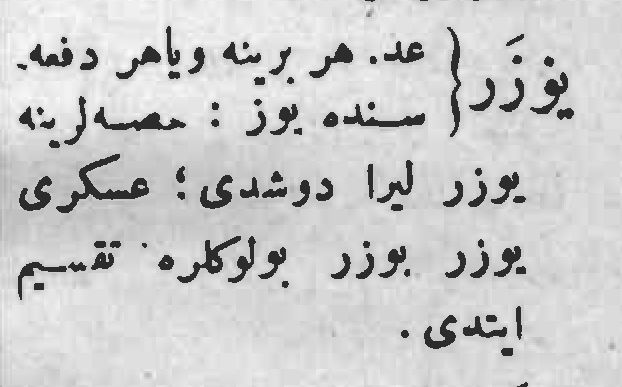 يوزَر { عد. هر برينه وياهر دفعه.
سنده يوز : حصه‌لرينه
يوزر ليرا دوشدى ؛ عسكرى
يوزر يوزر بولوكلره تقسيم
ايتدى .